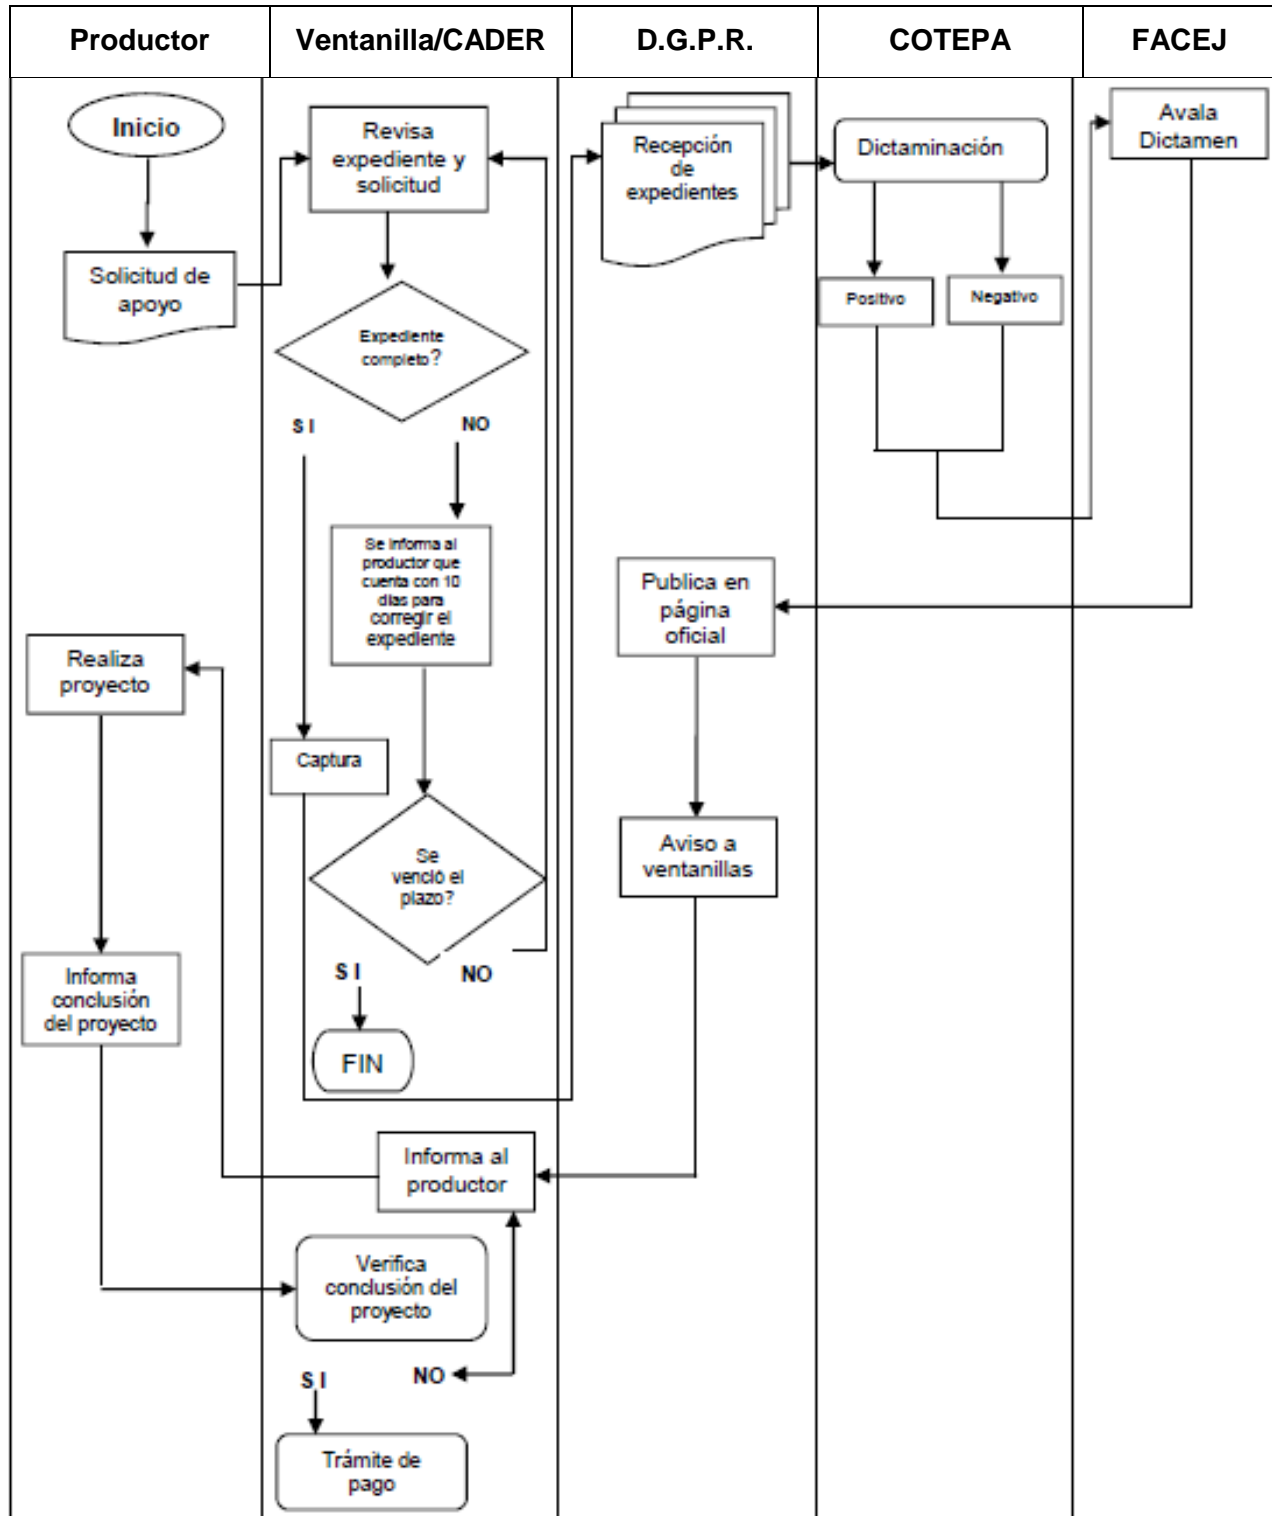 Productor
Ventanilla/CADER
D.G.P.R.
COTEPA
FACEJ
Inicio
Solicitud de
apoyo
Revisa
expediente y
solicitud
Expediente
completo?
S I
NO
Se informa al
productor que
cuenta con 10
días para
corregir el
expediente
Captura
Se
venció el
plazo?
S I
NO
FIN
Recepción
de
expedientes
Dictaminación
Positivo
Negativo
Avala
Dictamen
Publica en
página
oficial
Aviso a
ventanillas
Informa al
productor
Realiza
proyecto
Informa
conclusión
del proyecto
Verifica
conclusión del
proyecto
S I
NO
Trámite de
pago